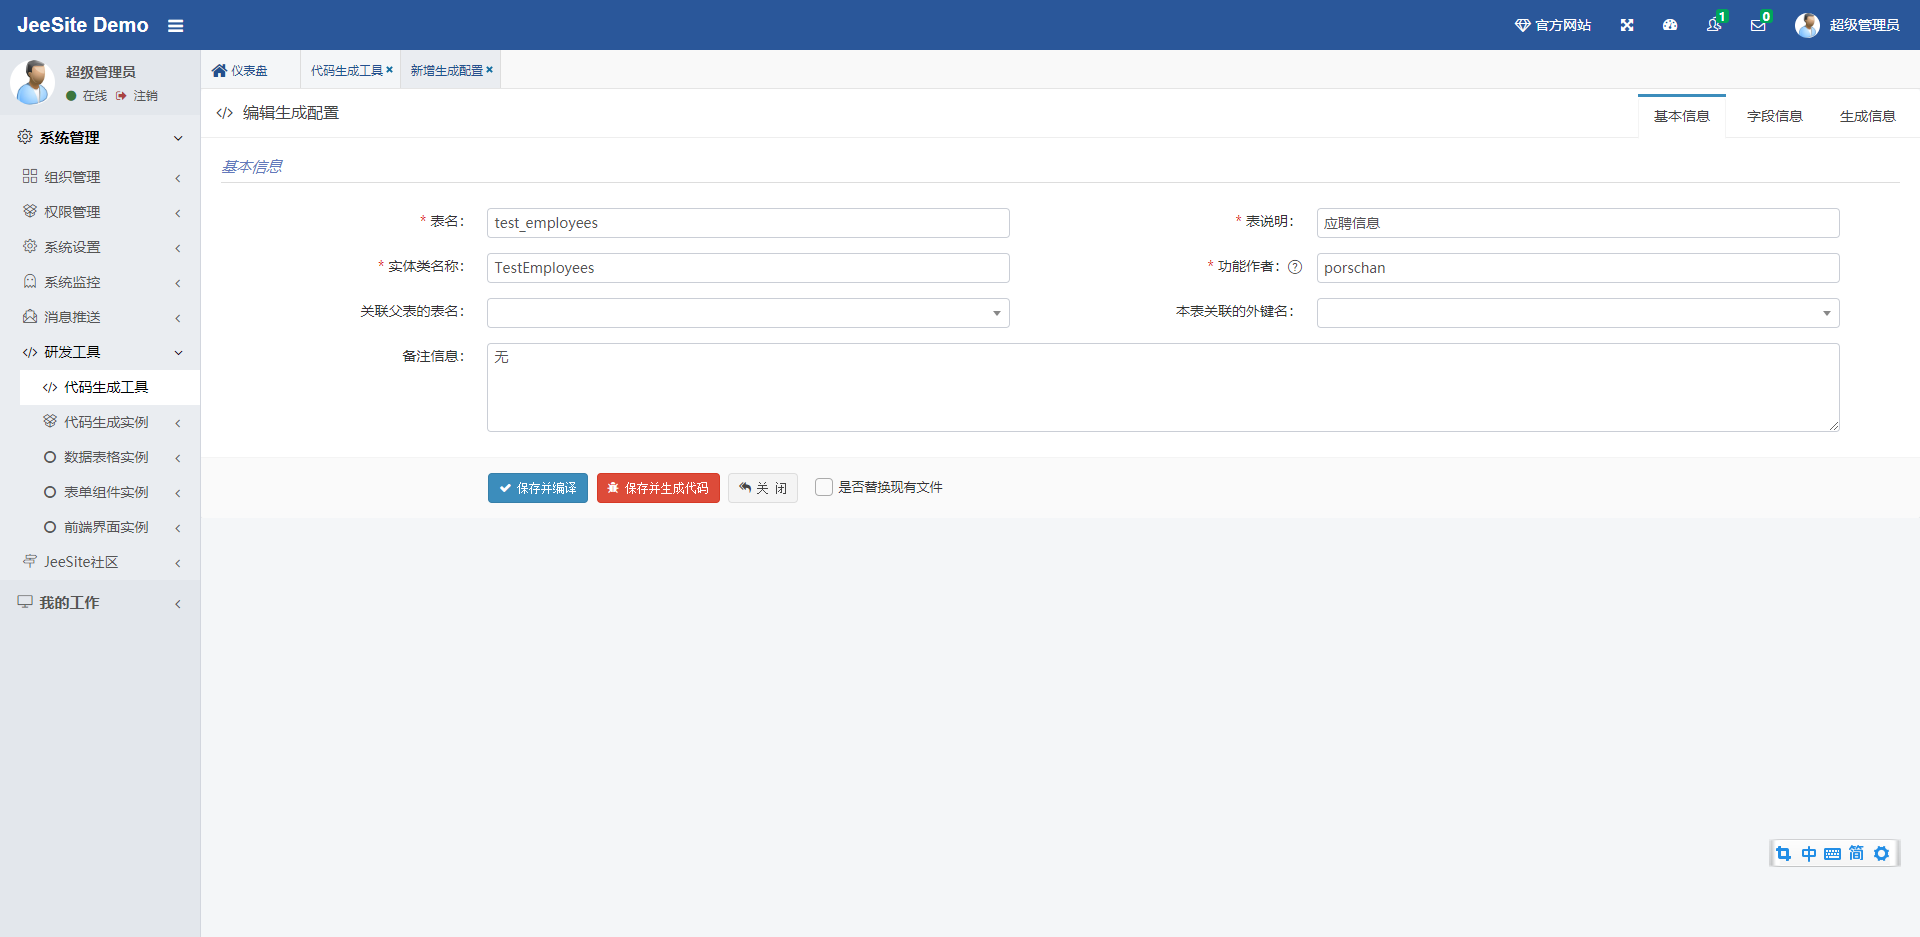 JeeSite Demo
官方网站
1
0
超级管理员
超级管理员
在线 注销
仪表盘
代码生成工具
新增生成配置
编辑生成配置
基本信息
字段信息
生成信息
系统管理
组织管理
权限管理
系统设置
系统监控
消息推送
研发工具
代码生成工具
代码生成实例
数据表格实例
表单组件实例
前端界面实例
JeeSite社区
我的工作
基本信息
* 表名: test_employees
* 表说明: 应聘信息
* 实体类名称: TestEmployees
* 功能作者: porschan
关联父表的表名:
本表关联的外键名:
备注信息: 无
保存并编译
保存并生成代码
关 闭
是否替换现有文件
中 简